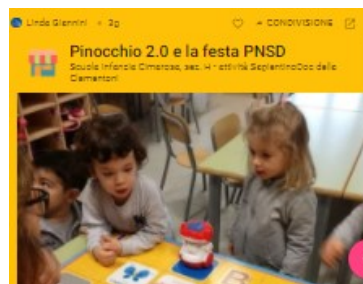 Linda Giannini • 3g
CONDIVISIONE
Pinocchio 2.0 e la festa PNSD
Scuola Infanzia Cimarosa, sez. H - attività SapientinoDoc della
Clementoni